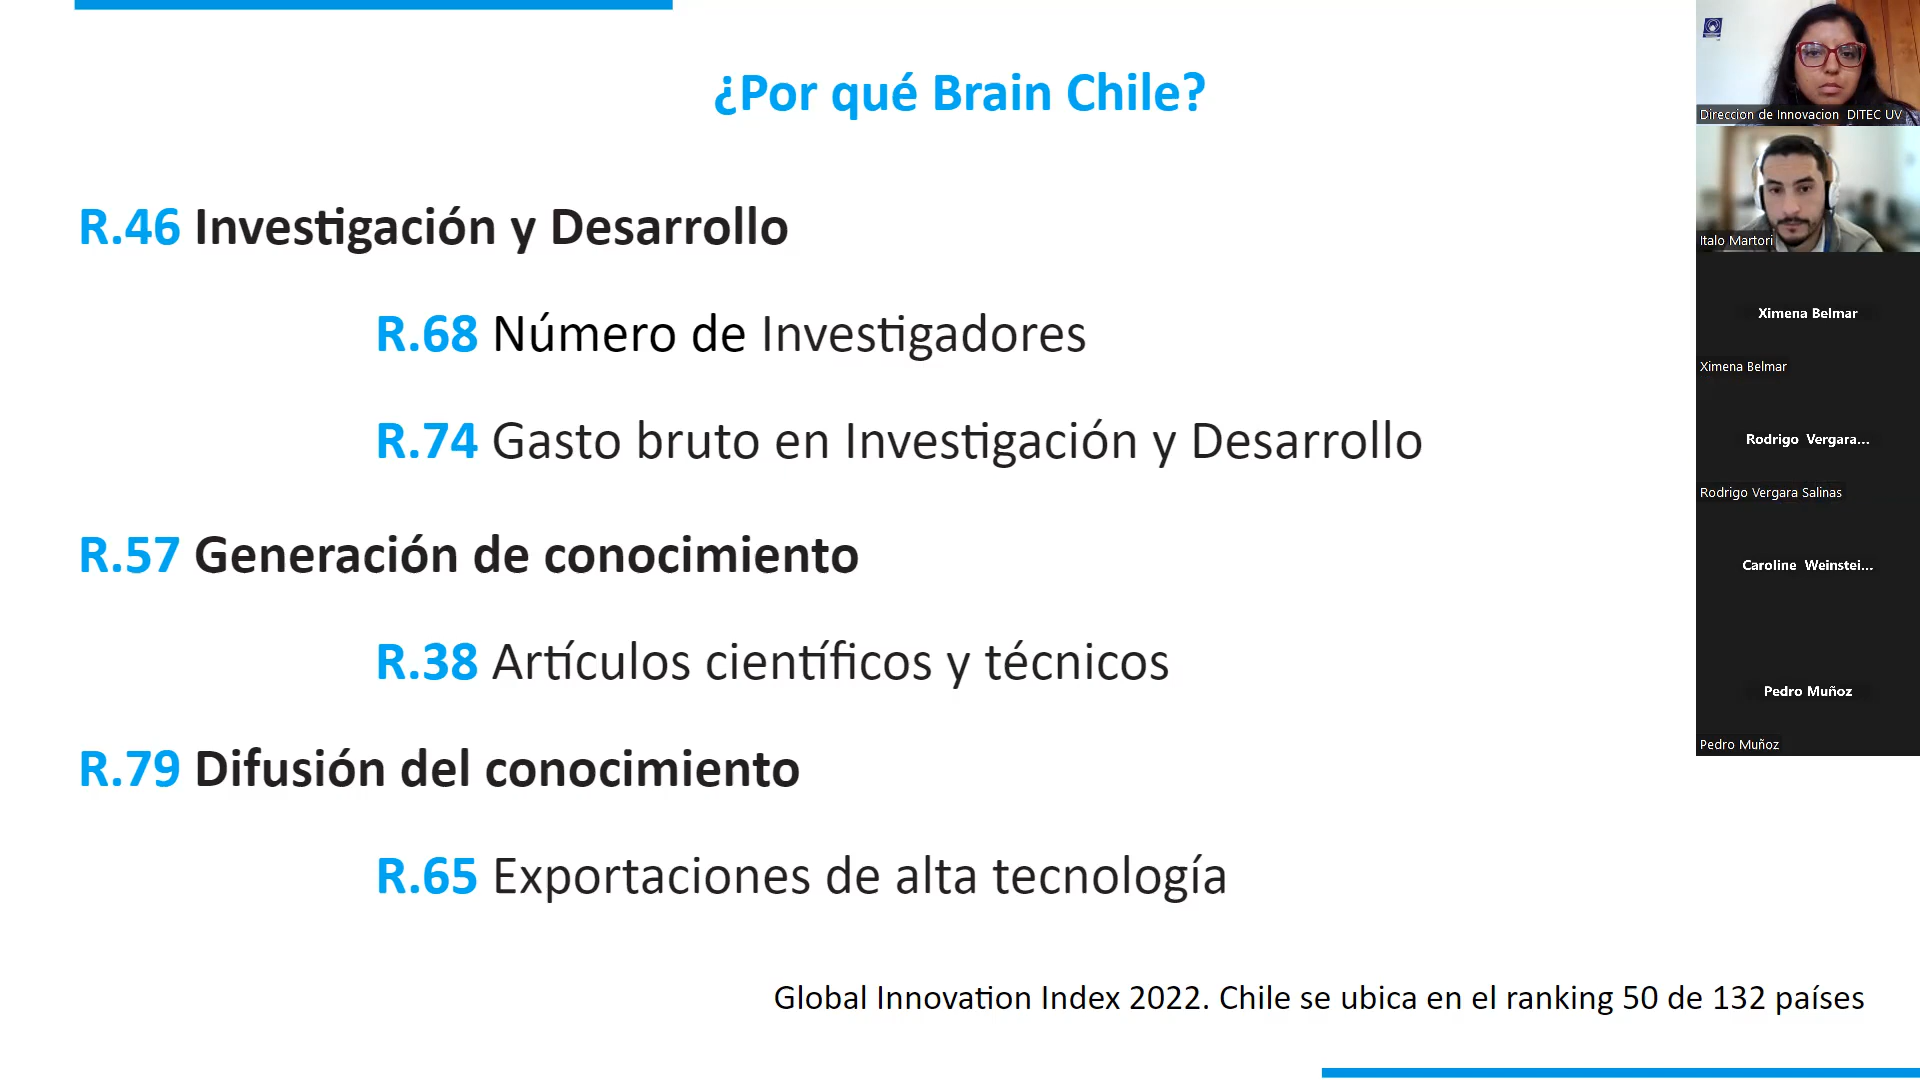 ¿Por qué Brain Chile?
R.46 Investigación y Desarrollo
R.68 Número de Investigadores
R.74 Gasto bruto en Investigación y Desarrollo
R.57 Generación de conocimiento
R.38 Artículos científicos y técnicos
R.79 Difusión del conocimiento
R.65 Exportaciones de alta tecnología
Global Innovation Index 2022. Chile se ubica en el ranking 50 de 132 países
Direccion de Innovacion DITEC UV
Italo Martori
Ximena Belmar
Ximena Belmar
Rodrigo Vergara...
Rodrigo Vergara Salinas
Caroline Weinstei...
Pedro Muñoz
Pedro Muñoz